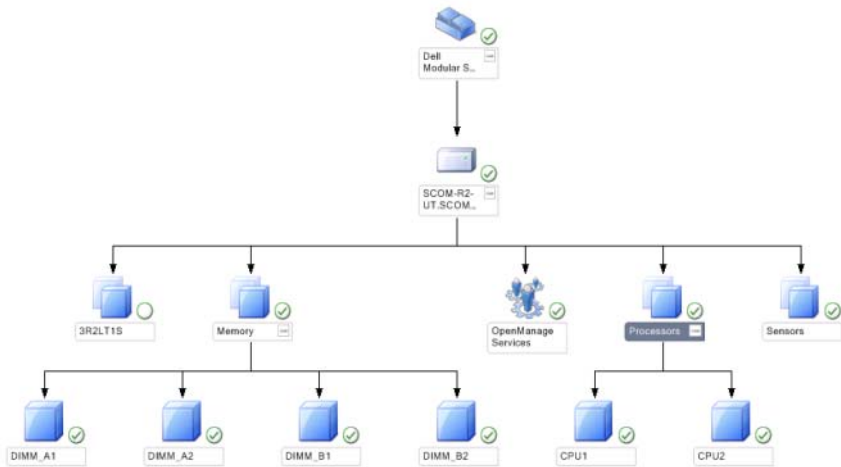 Dell
Modular S...
SCOM-R2-
UT.SCOM...
3R2LT1S
Memory
OpenManage
Services
Processors
Sensors
DIMM_A1
DIMM_A2
DIMM_B1
DIMM_B2
CPU1
CPU2